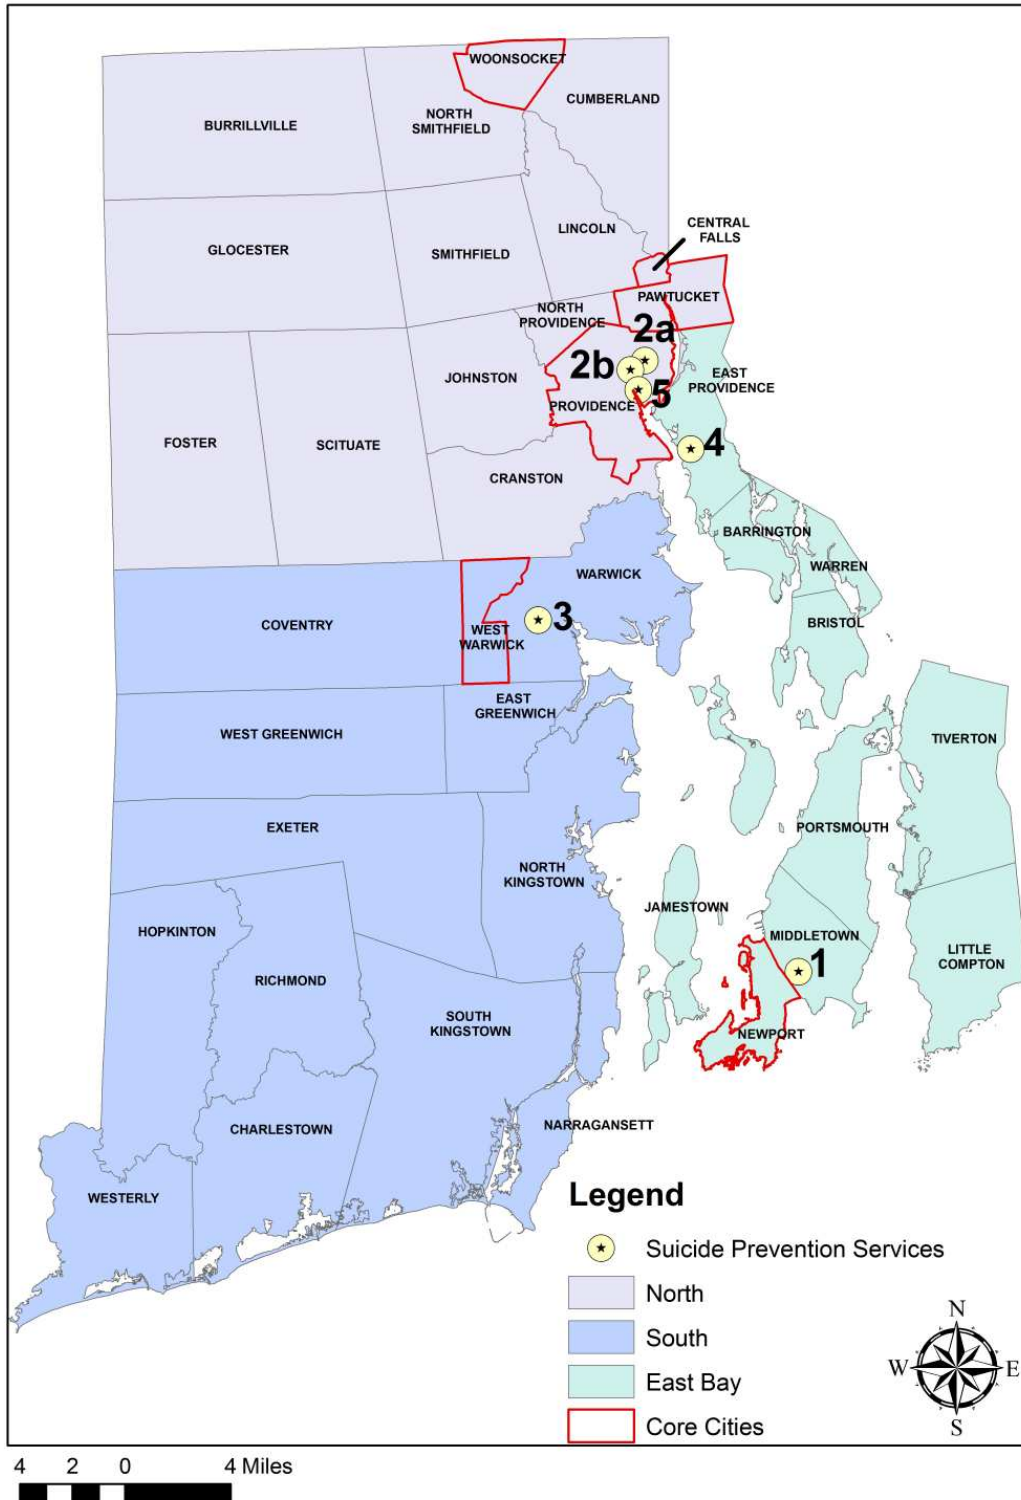 WOONSOCKET
CUMBERLAND
NORTH
SMITHFIELD
BURRILLVILLE
CENTRAL
FALLS
LINCOLN
GLOCESTER
SMITHFIELD
PAWTUCKET
NORTH
PROVIDENCE
2a
2b
EAST
PROVIDENCE
JOHNSTON
5
PROVIDENCE
FOSTER
SCITUATE
4
CRANSTON
BARRINGTON
WARREN
WARWICK
3
COVENTRY
WEST
WARWICK
BRISTOL
EAST
GREENWICH
WEST GREENWICH
TIVERTON
EXETER
PORTSMOUTH
NORTH
KINGSTOWN
JAMESTOWN
HOPKINTON
MIDDLETOWN
1
LITTLE
COMPTON
RICHMOND
SOUTH
KINGSTOWN
NEWPORT
CHARLESTOWN
NARRAGANSETT
WESTERLY
Legend
Suicide Prevention Services
North
South
East Bay
Core Cities
N
W
E
S
4 2 0 4 Miles